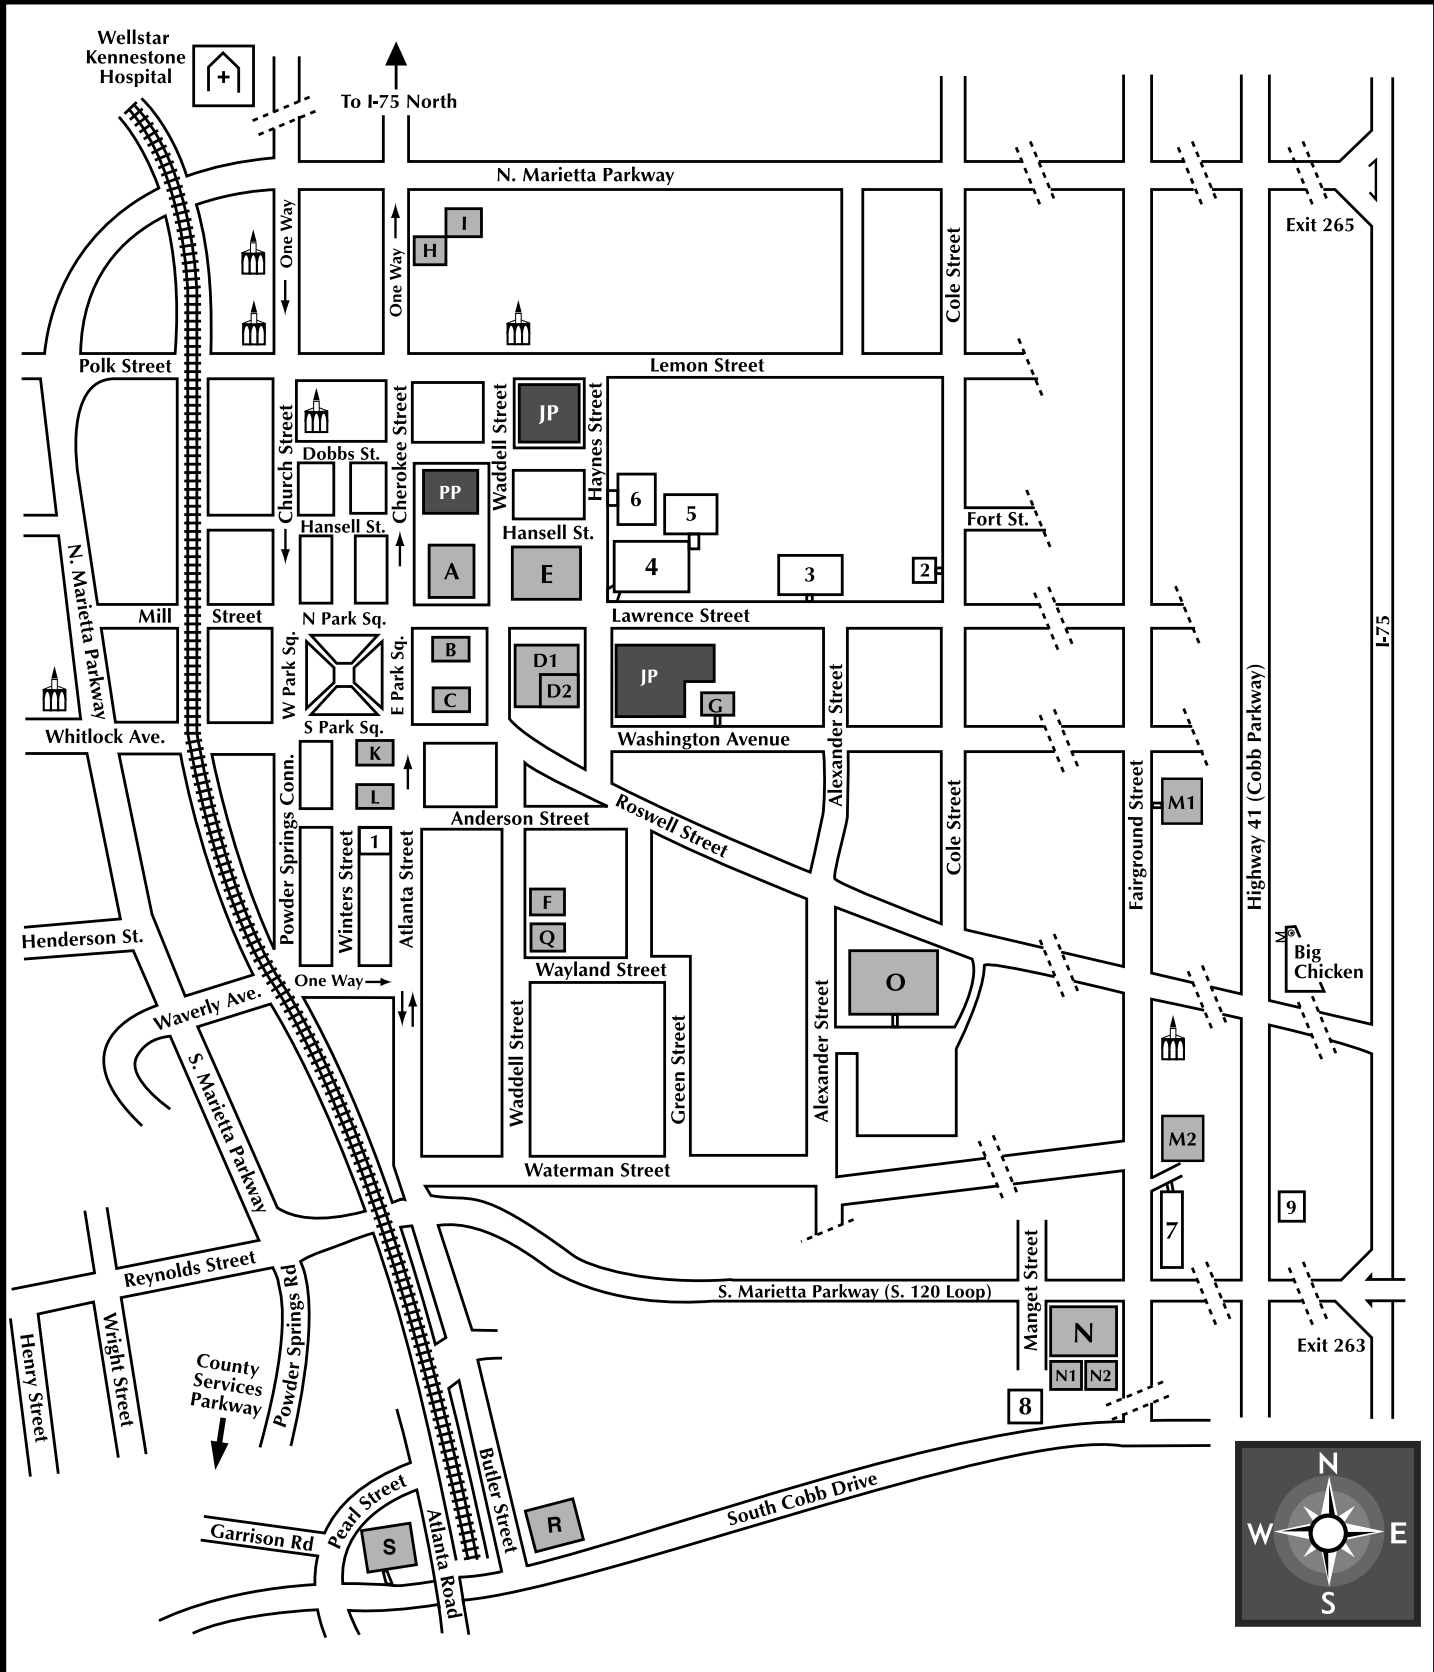 Wellstar
Kennestone
Hospital
To I-75 North
N. Marietta Parkway
One Way
One Way
I
H
Exit 265
Cole Street
Polk Street
Lemon Street
Church Street
Cherokee Street
Waddell Street
JP
Haynes Street
Dobbs St.
PP
6
5
Hansell St.
Hansell St.
Fort St.
N. Marietta Parkway
A
E
4
3
2
Mill
Street
N Park Sq.
Lawrence Street
W Park Sq.
E Park Sq.
B
C
D1
D2
JP
G
Alexander Street
I-75
Highway 41 (Cobb Parkway)
Whitlock Ave.
S Park Sq.
Washington Avenue
K
L
Powder Springs Conn.
Anderson Street
Roswell Street
Cole Street
Fairground Street
M1
1
Winters Street
Atlanta Street
F
Q
Henderson St.
Wayland Street
One Way
O
Big
Chicken
Waverly Ave.
S. Marietta Parkway
Waddell Street
Green Street
Alexander Street
M2
Waterman Street
7
9
Reynolds Street
S. Marietta Parkway (S. 120 Loop)
Manget Street
N
N1
N2
8
Exit 263
Henry Street
Wright Street
Powder Springs Rd
County
Services
Parkway
Butler Street
South Cobb Drive
Pearl Street
Garrison Rd
S
R
Atlanta Road
N
W
E
S